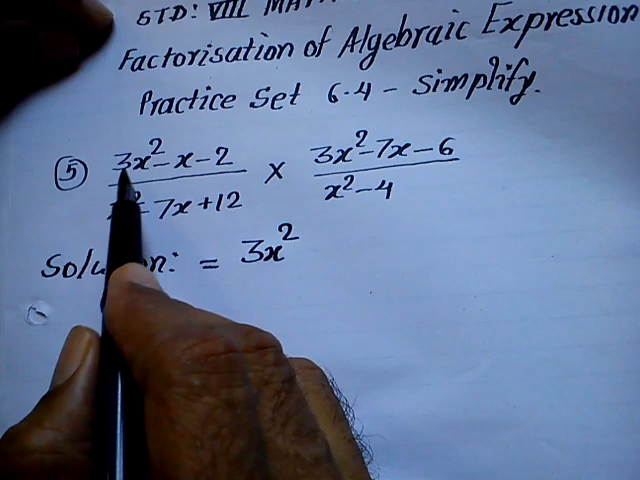 STD: VIII
Factorisation of Algebraic Expression
Practice Set 6.4 - Simplify.
⑤ 3x² - x - 2 × 3x² - 7x - 6
- 7x + 12 x² - 4
= 3x²